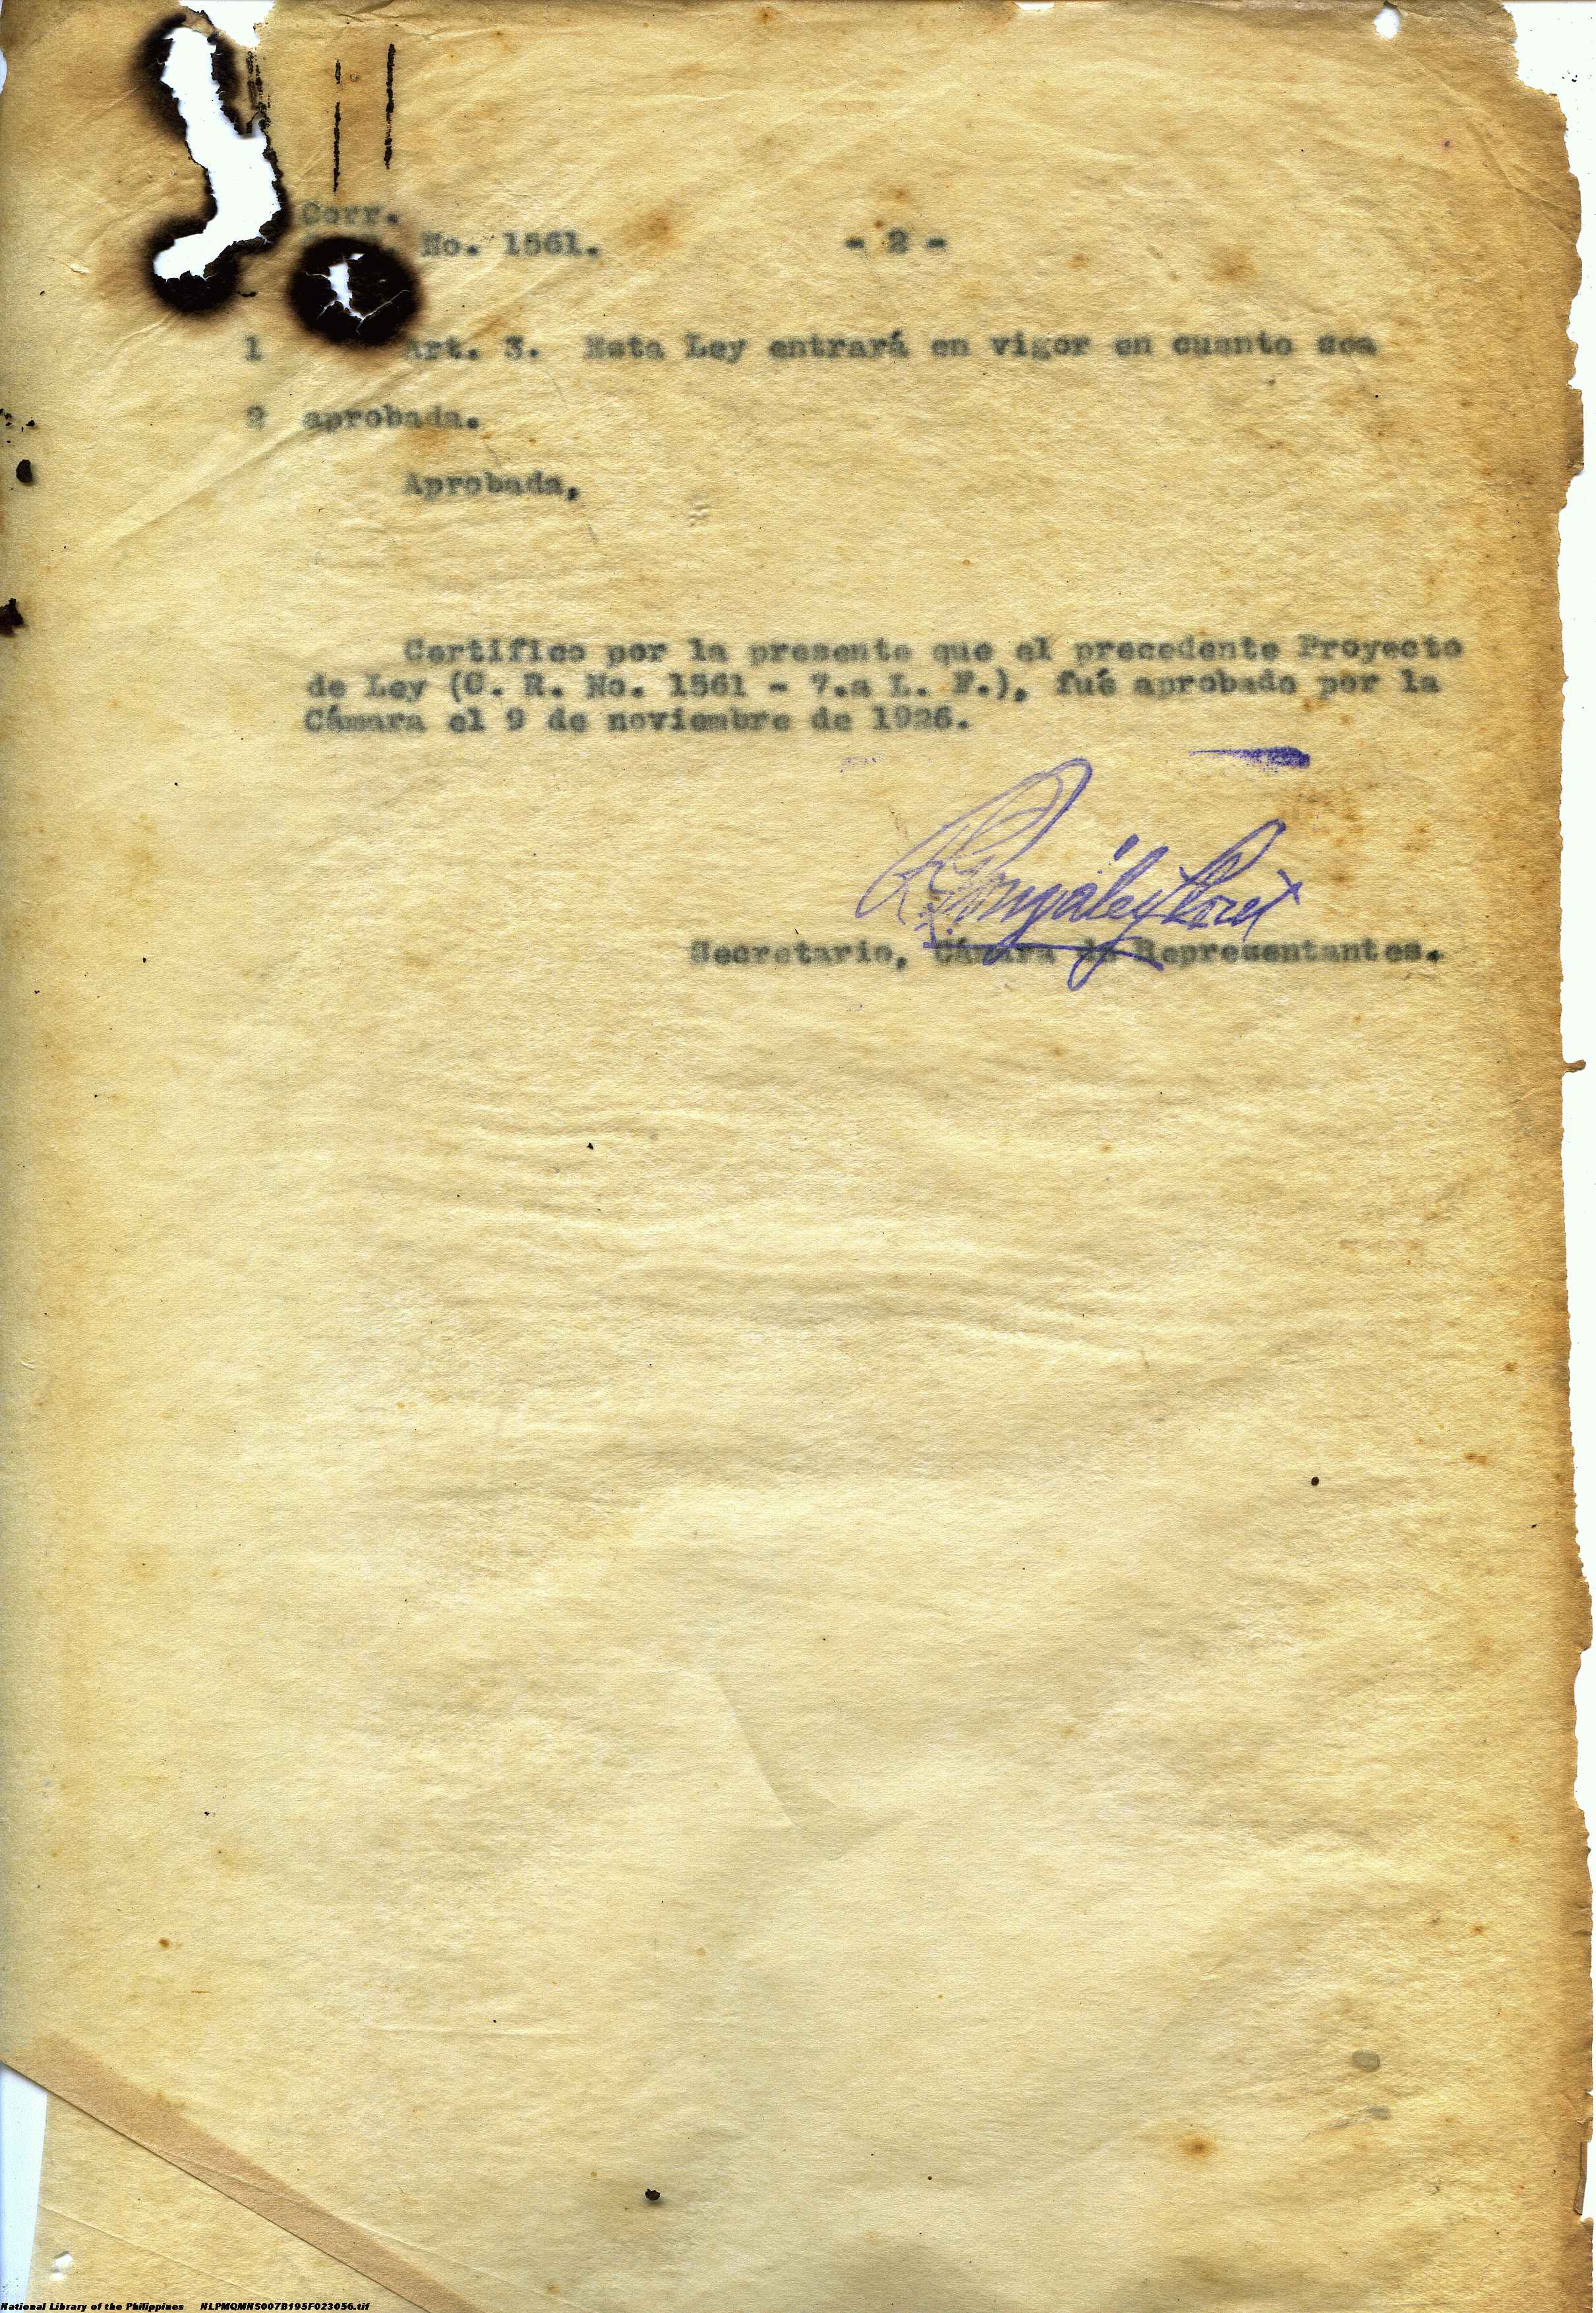 Corr.
No. 1561. - 2 -
1 Art. 3. Esta Ley entrará en vigor en cuanto sea
2 aprobada.
Aprobada,
Certifico por la presente que el precedente Proyecto
de Ley (C. R. No. 1561 - 7.a L. F.), fué aprobado por la
Cámara el 9 de noviembre de 1926.
Secretario, Cámara de Representantes.
National Library of the Philippines NLPMQMNS007B195F023056.tif